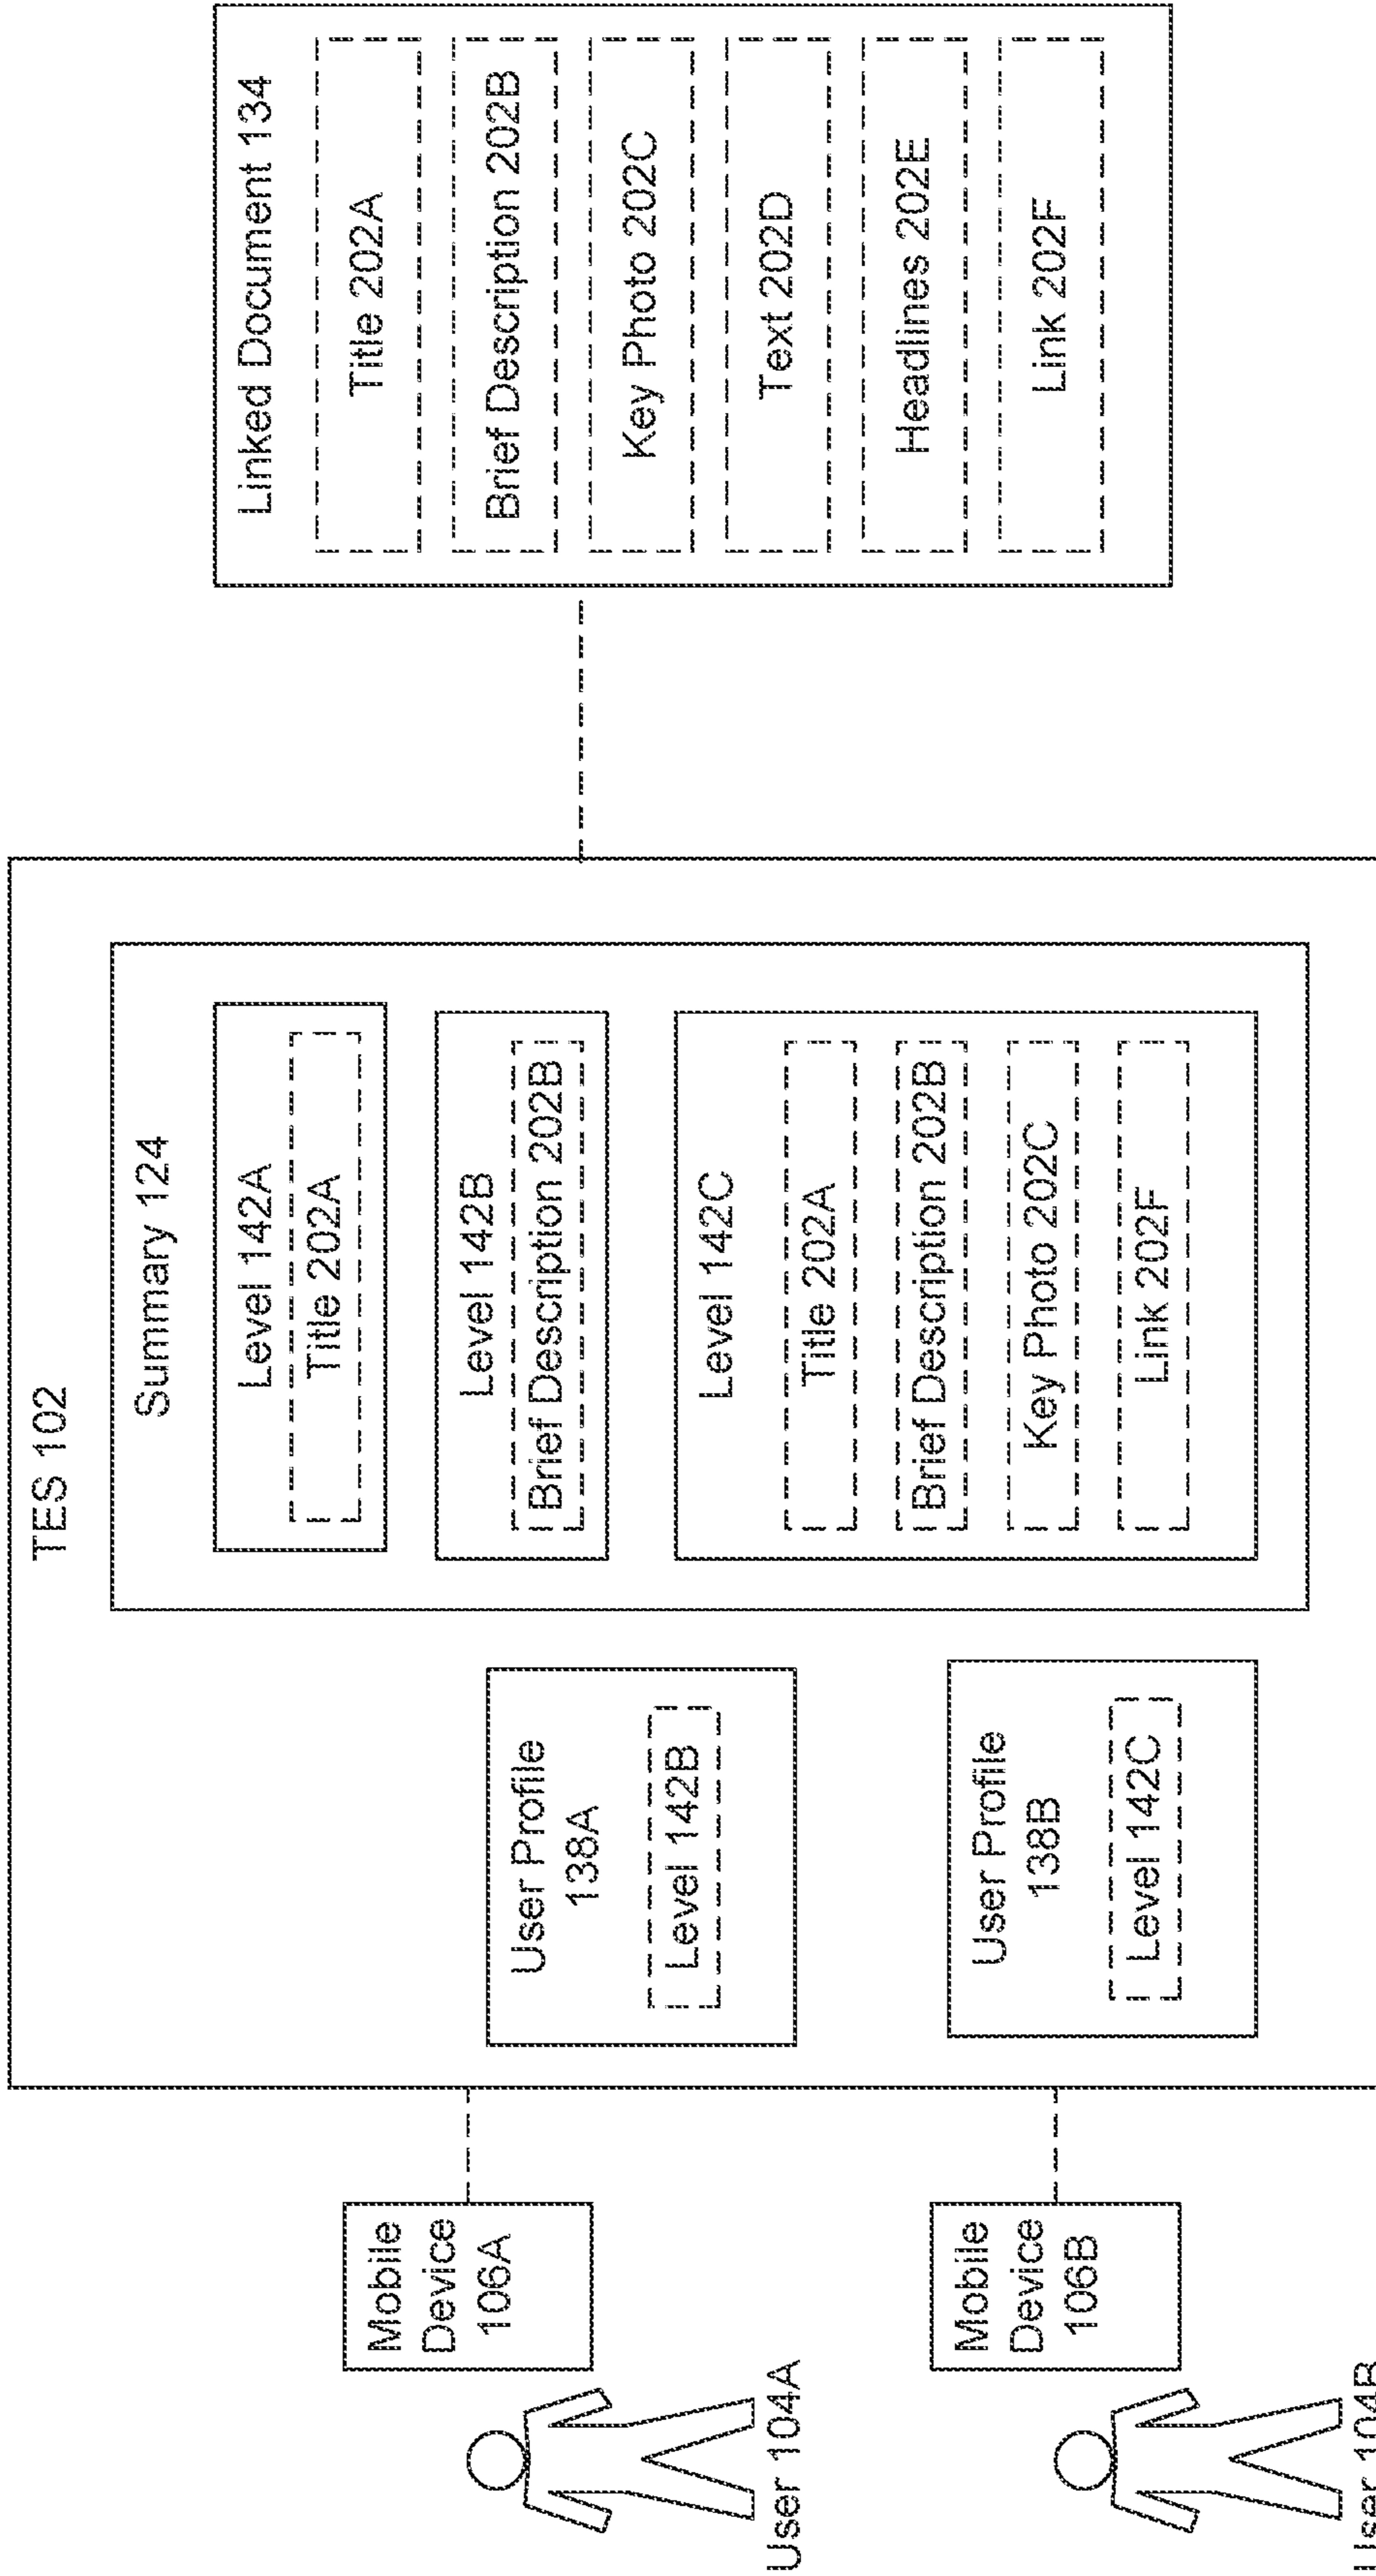 TES 102
Summary 124
Level 142A
Title 202A
Level 142B
Brief Description 202B
Level 142C
Title 202A
Brief Description 202B
Key Photo 202C
Link 202F
User Profile
138A
Level 142B
User Profile
138B
Level 142C
Mobile
Device
106A
User 104A
Mobile
Device
106B
User 104B
Linked Document 134
Title 202A
Brief Description 202B
Key Photo 202C
Text 202D
Headlines 202E
Link 202F